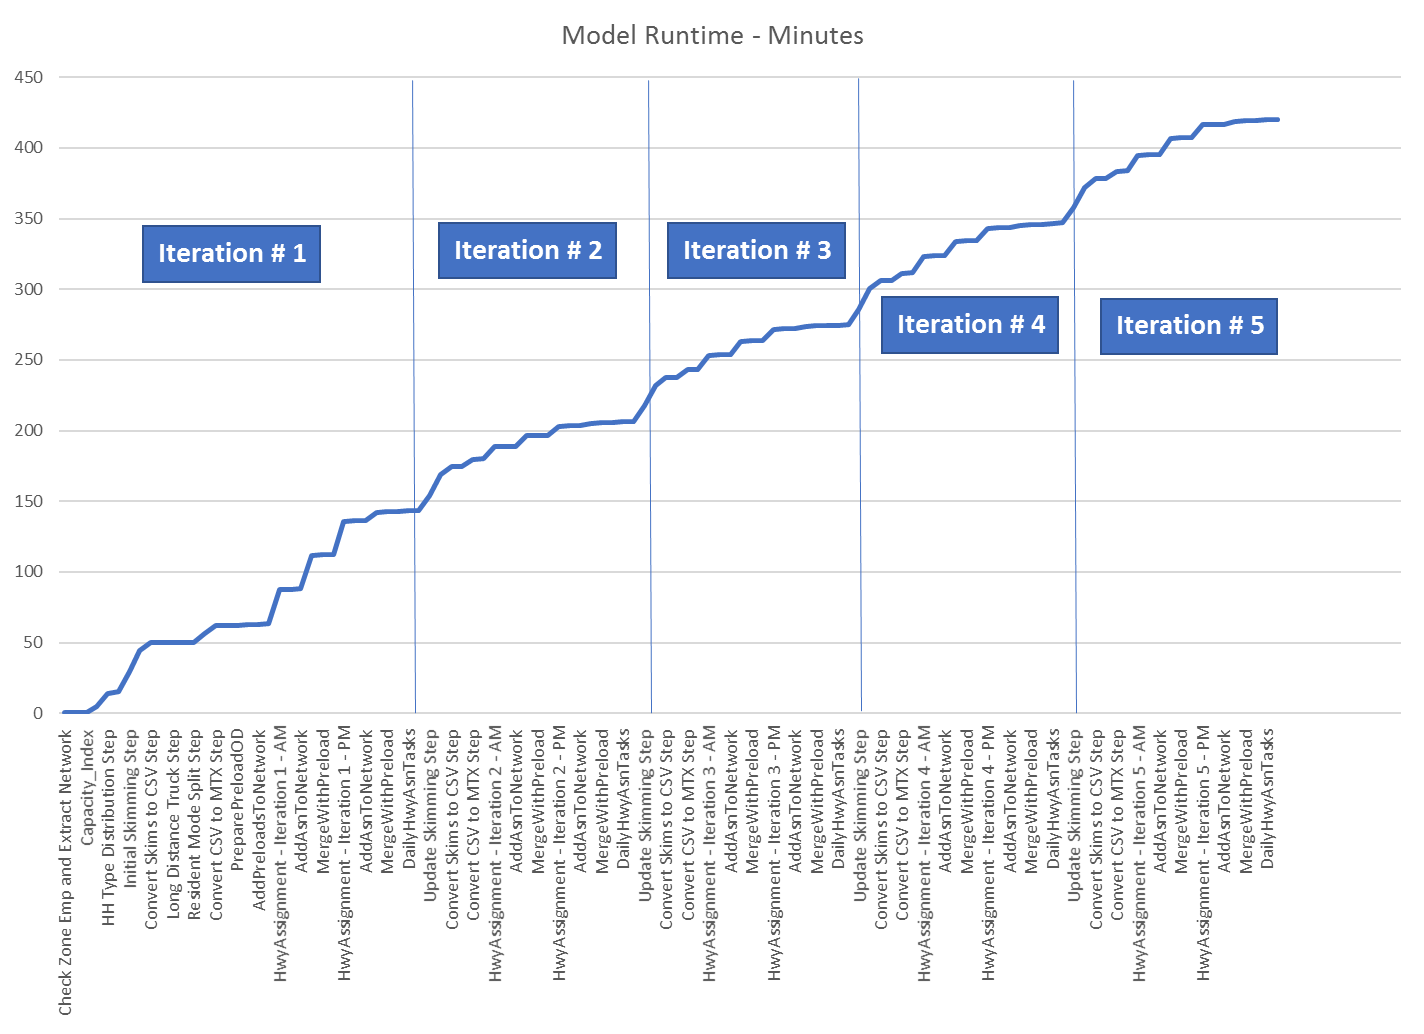 Model Runtime - Minutes
450
400
350
300
250
200
150
100
50
0
Iteration # 1
Iteration # 2
Iteration # 3
Iteration # 4
Iteration # 5
Check Zone Emp and Extract Network
Capacity_Index
HH Type Distribution Step
Initial Skimming Step
Convert Skims to CSV Step
Long Distance Truck Step
Resident Mode Split Step
Convert CSV to MTX Step
PreparePreloadOD
AddPreloadsToNetwork
HwyAssignment - Iteration 1 - AM
AddAsnToNetwork
MergeWithPreload
HwyAssignment - Iteration 1 - PM
AddAsnToNetwork
MergeWithPreload
DailyHwyAsnTasks
Update Skimming Step
Convert Skims to CSV Step
Convert CSV to MTX Step
HwyAssignment - Iteration 2 - AM
AddAsnToNetwork
MergeWithPreload
HwyAssignment - Iteration 2 - PM
AddAsnToNetwork
MergeWithPreload
DailyHwyAsnTasks
Update Skimming Step
Convert Skims to CSV Step
Convert CSV to MTX Step
HwyAssignment - Iteration 3 - AM
AddAsnToNetwork
MergeWithPreload
HwyAssignment - Iteration 3 - PM
AddAsnToNetwork
MergeWithPreload
DailyHwyAsnTasks
Update Skimming Step
Convert Skims to CSV Step
Convert CSV to MTX Step
HwyAssignment - Iteration 4 - AM
AddAsnToNetwork
MergeWithPreload
HwyAssignment - Iteration 4 - PM
AddAsnToNetwork
MergeWithPreload
DailyHwyAsnTasks
Update Skimming Step
Convert Skims to CSV Step
Convert CSV to MTX Step
HwyAssignment - Iteration 5 - AM
AddAsnToNetwork
MergeWithPreload
HwyAssignment - Iteration 5 - PM
AddAsnToNetwork
MergeWithPreload
DailyHwyAsnTasks